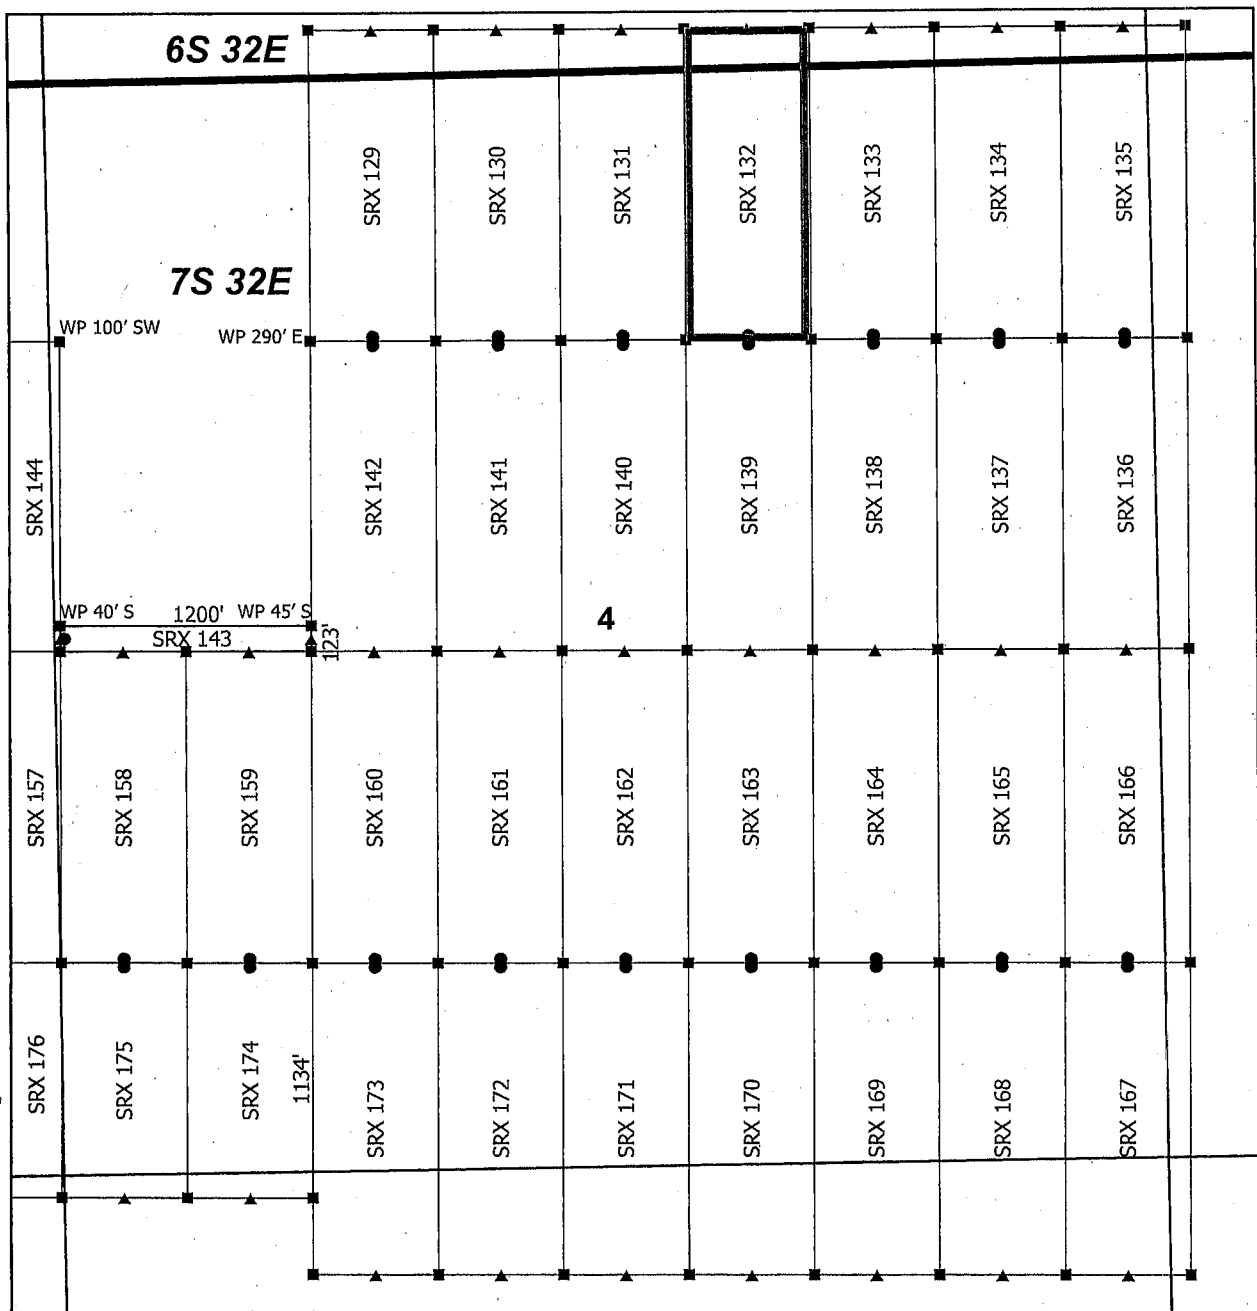 6S 32E
SRX 129
SRX 130
SRX 131
SRX 132
SRX 133
SRX 134
SRX 135
7S 32E
WP 100' SW
WP 290' E
SRX 144
SRX 142
SRX 141
SRX 140
SRX 139
SRX 138
SRX 137
SRX 136
WP 40' S
1200'
WP 45' S
4
SRX 143
123'
SRX 157
SRX 158
SRX 159
SRX 160
SRX 161
SRX 162
SRX 163
SRX 164
SRX 165
SRX 166
SRX 176
SRX 175
SRX 174
1134'
SRX 173
SRX 172
SRX 171
SRX 170
SRX 169
SRX 168
SRX 167